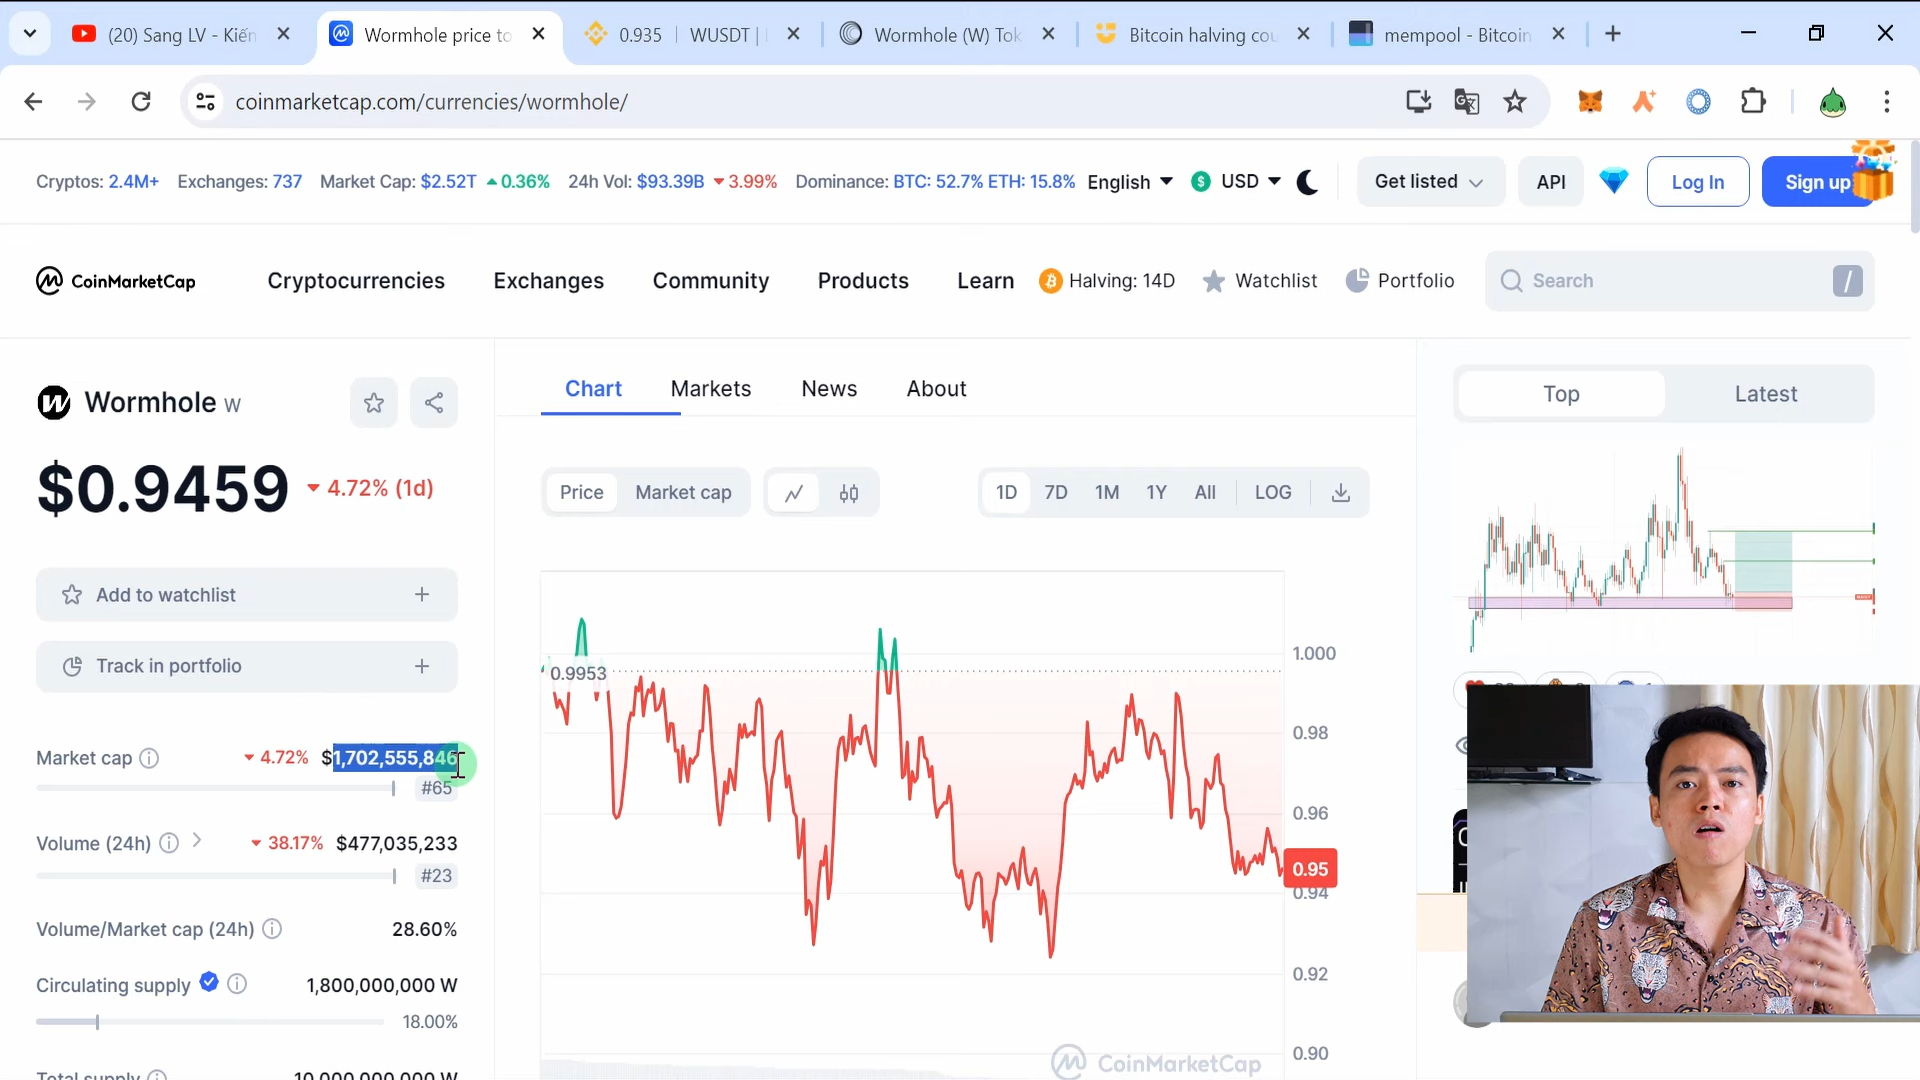 (20) Sang LV - Kiến
Wormhole price to
0.935 | WUSDT |
Wormhole (W) Tok
Bitcoin halving cou
mempool - Bitcoin
coinmarketcap.com/currencies/wormhole/
Cryptos: 2.4M+ Exchanges: 737 Market Cap: $2.52T 0.36% 24h Vol: $93.39B 3.99% Dominance: BTC: 52.7% ETH: 15.8% English USD Get listed API Log In Sign up
CoinMarketCap Cryptocurrencies Exchanges Community Products Learn Halving: 14D Watchlist Portfolio Search /
Wormhole W
$0.9459 4.72% (1d)
Add to watchlist +
Track in portfolio +
Market cap 4.72% $1,702,555,846
#65
Volume (24h) 38.17% $477,035,233
#23
Volume/Market cap (24h) 28.60%
Circulating supply 1,800,000,000 W
18.00%
Total supply 10,000,000,000 W
Chart Markets News About
Price Market cap 1D 7D 1M 1Y All LOG
0.9953
1.000
0.98
0.96
0.95
0.94
0.92
0.90
CoinMarketCap
Top Latest